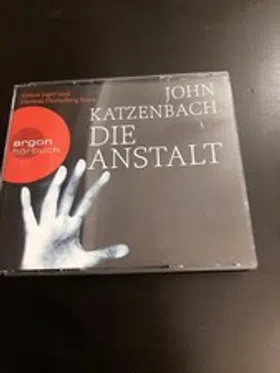 JOHN
KATZENBACH
DIE
ANSTALT
argon
hörbuch